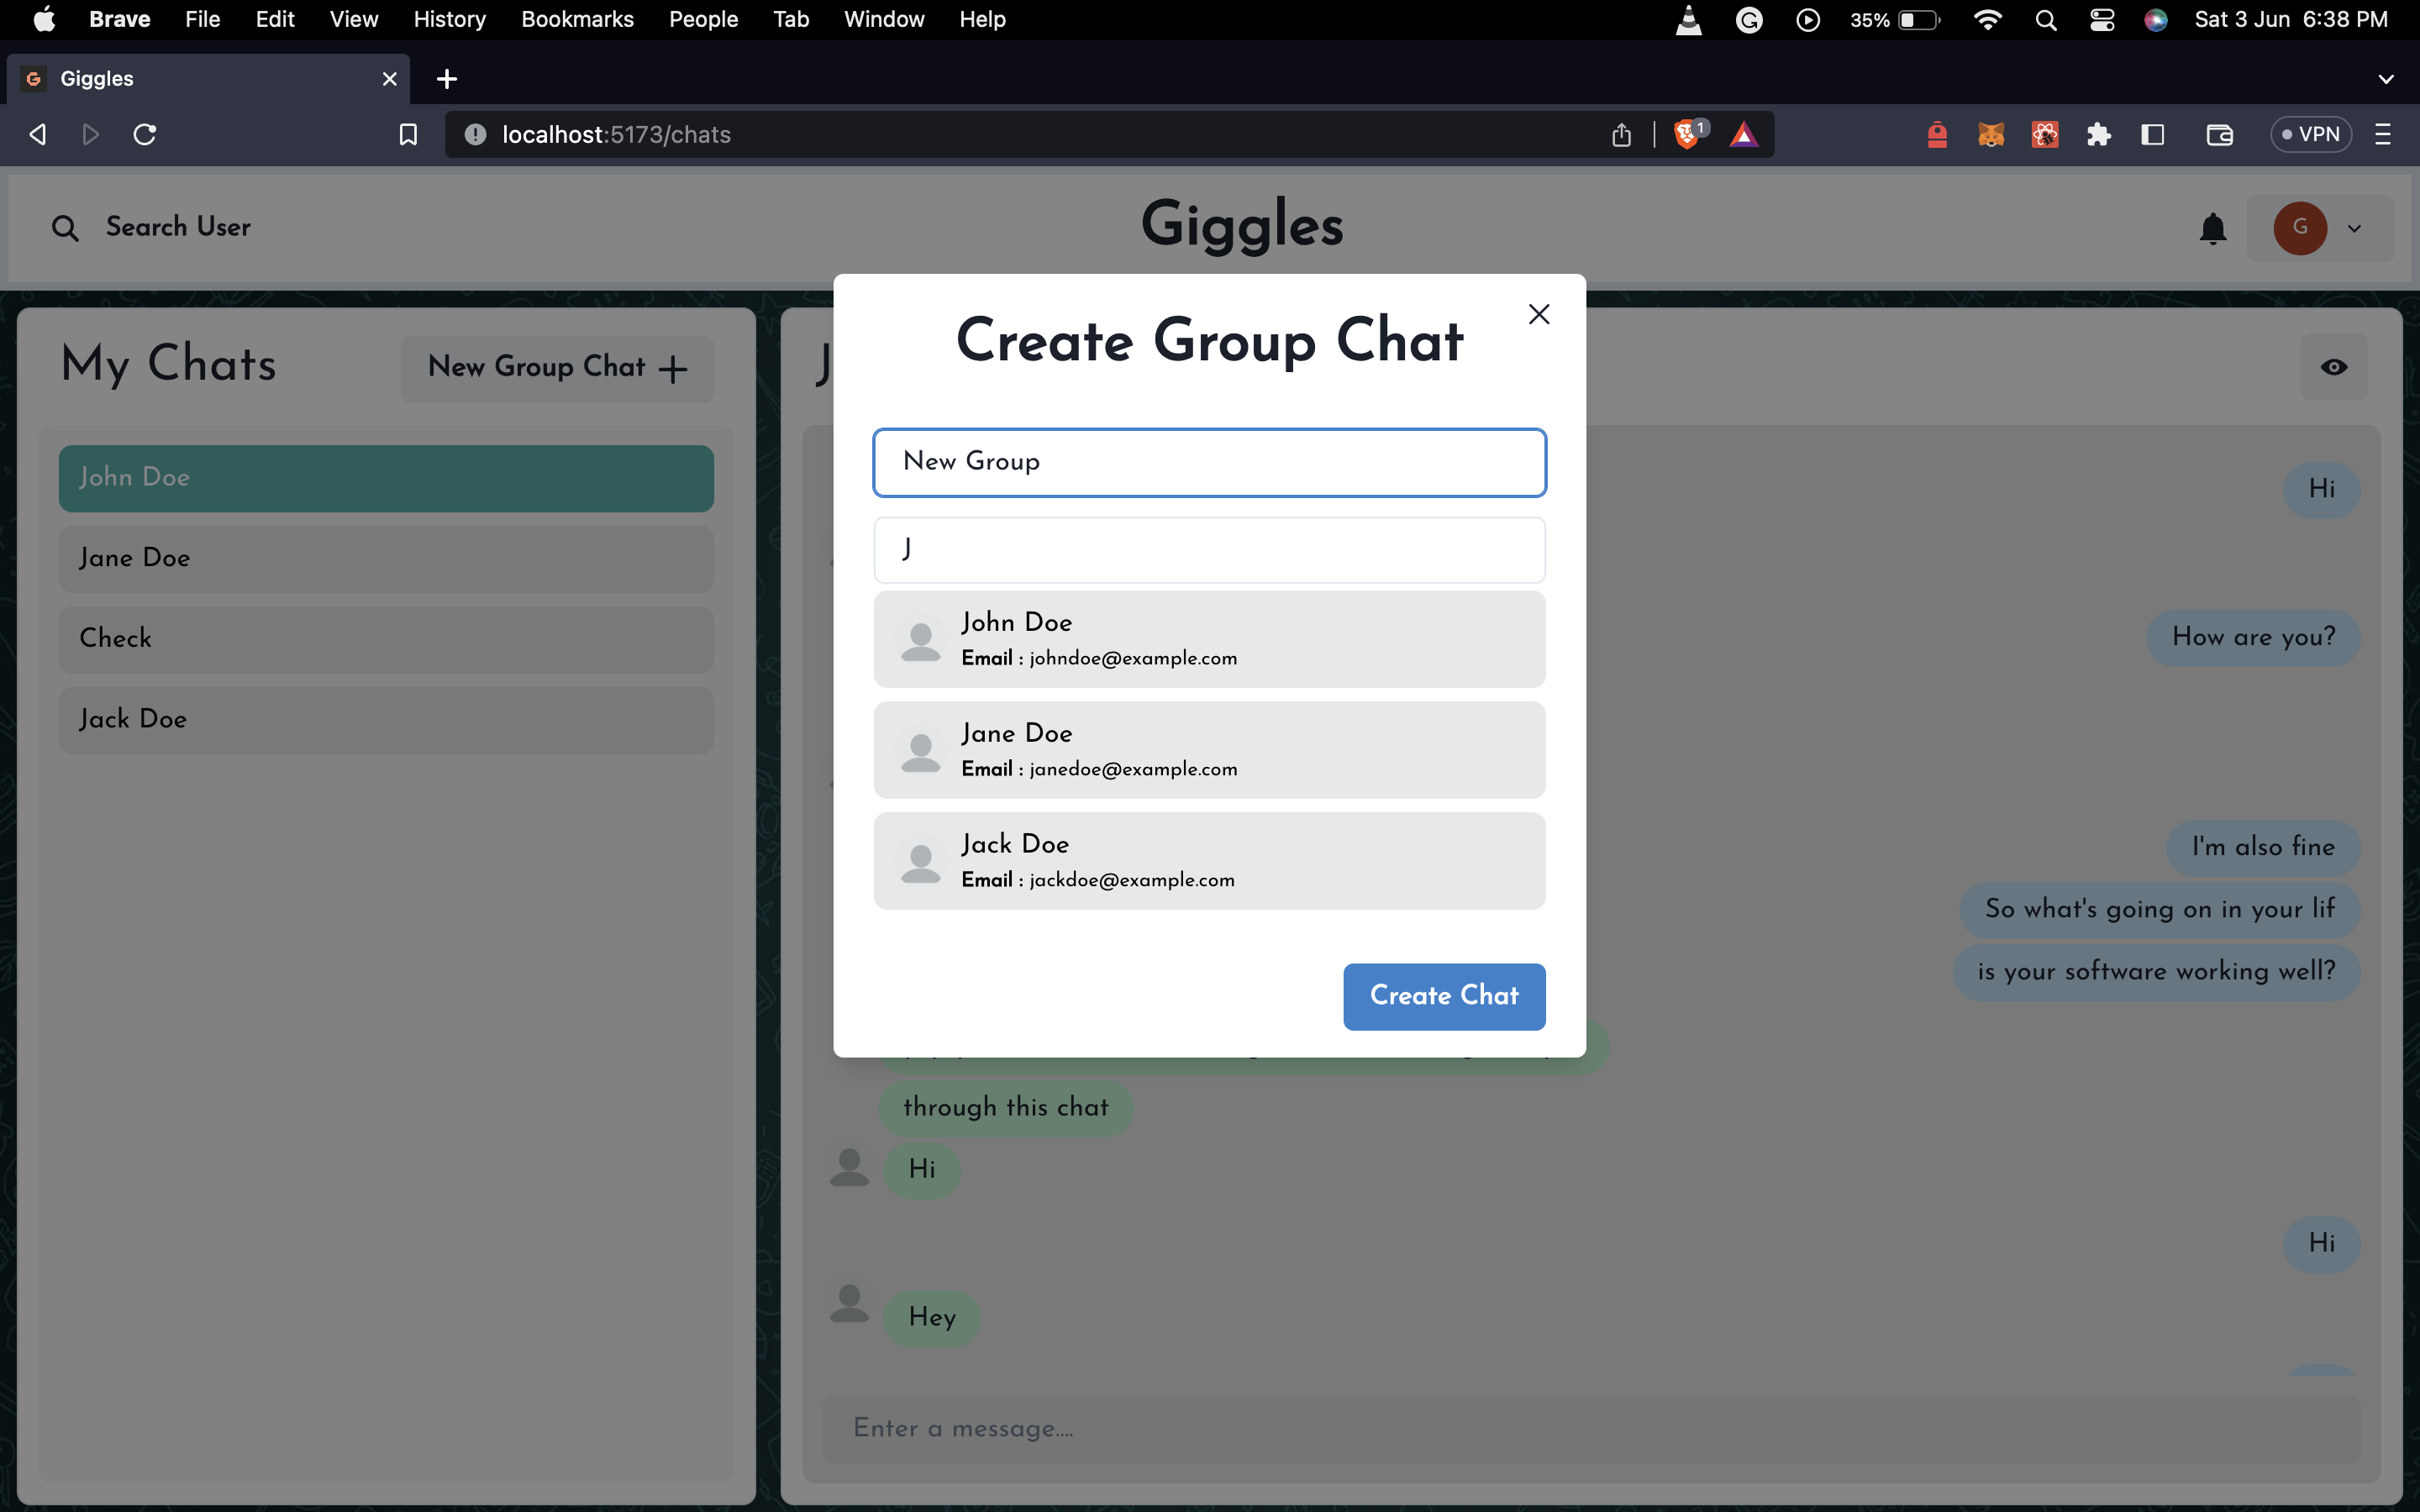 Brave File Edit View History Bookmarks People Tab Window Help 35% Sat 3 Jun 6:38 PM
G Giggles
localhost:5173/chats 1 VPN
Search User Giggles G
My Chats New Group Chat + J
John Doe
Jane Doe
Check
Jack Doe
Create Group Chat
New Group
J
John Doe
Email : johndoe@example.com
Jane Doe
Email : janedoe@example.com
Jack Doe
Email : jackdoe@example.com
Create Chat
Hi
How are you?
I'm also fine
So what's going on in your lif
is your software working well?
through this chat
Hi
Hi
Hey
Enter a message....